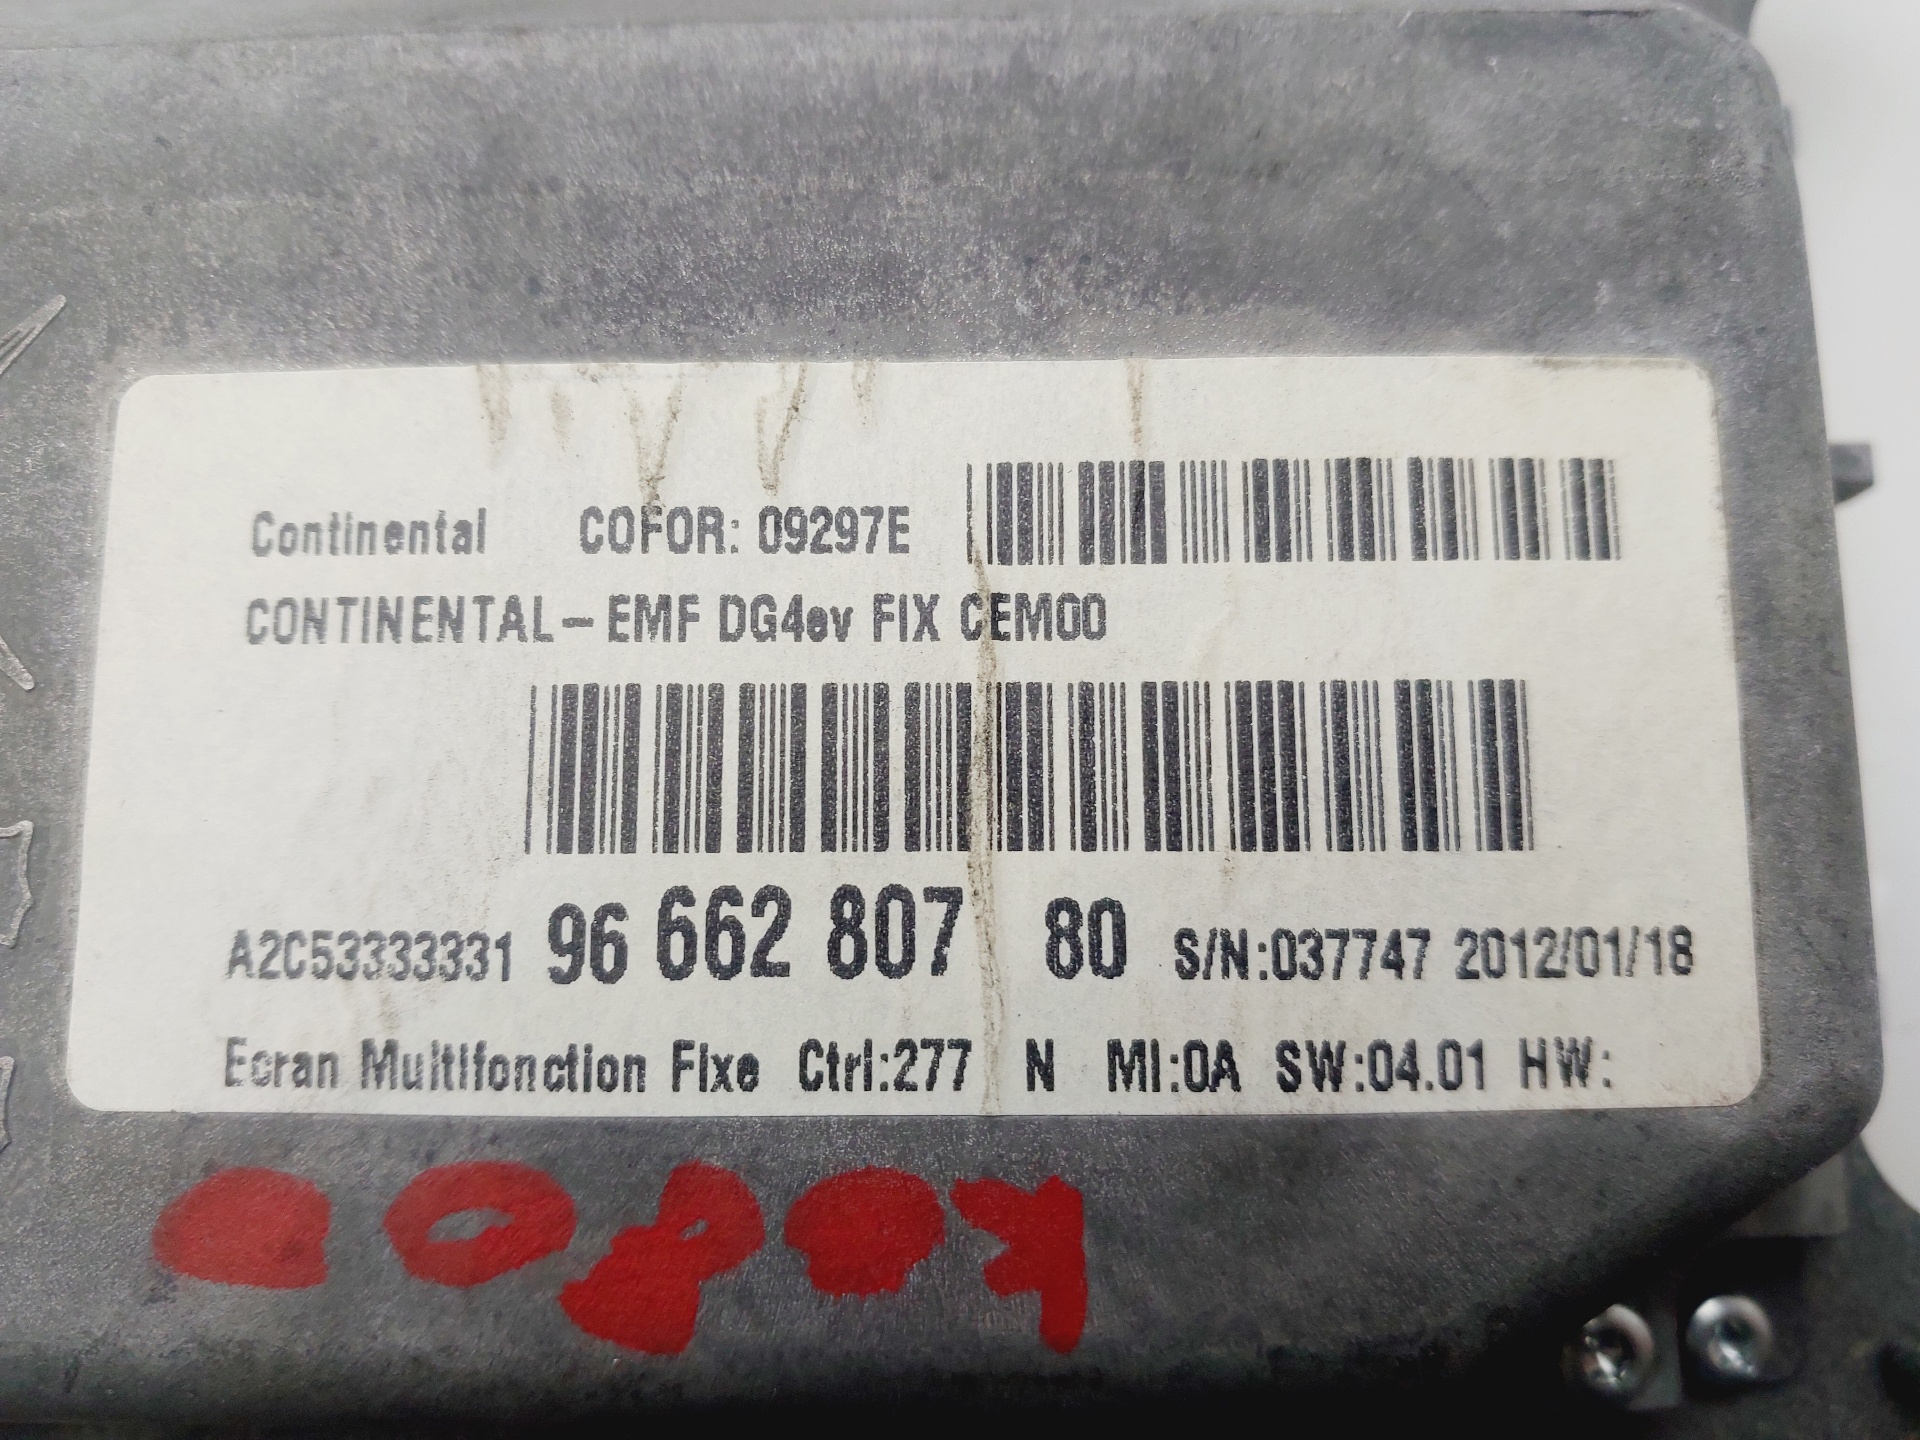 Continental COFOR: 09297E
CONTINENTAL-EMF DG4ev FIX CEM00
A2C53333331 96 662 807 80 S/N:037747 2012/01/18
Ecran Multifonction Fixe Ctrl:277 N MI:0A SW:04.01 HW: